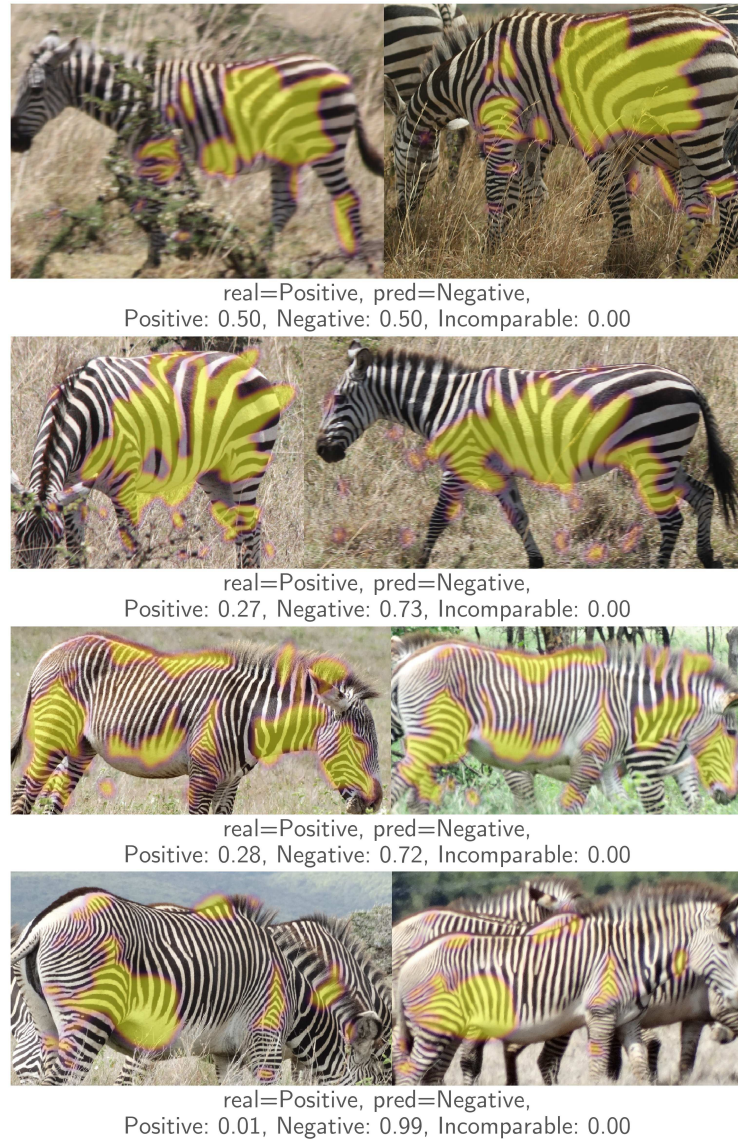 real=Positive, pred=Negative,
Positive: 0.50, Negative: 0.50, Incomparable: 0.00
real=Positive, pred=Negative,
Positive: 0.27, Negative: 0.73, Incomparable: 0.00
real=Positive, pred=Negative,
Positive: 0.28, Negative: 0.72, Incomparable: 0.00
real=Positive, pred=Negative,
Positive: 0.01, Negative: 0.99, Incomparable: 0.00